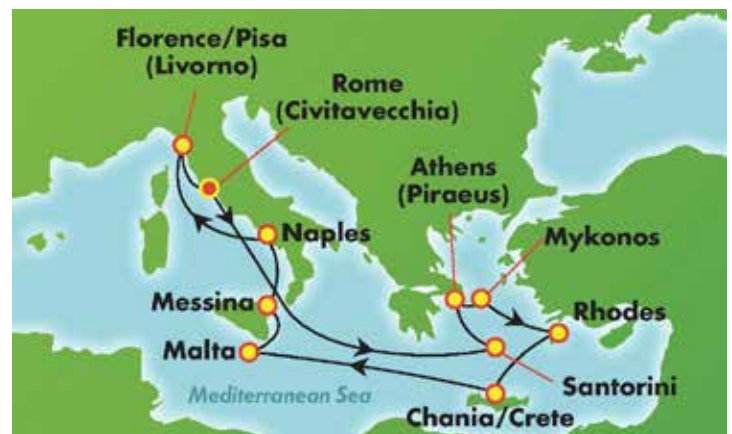 Florence/Pisa
(Livorno)
Rome
(Civitavecchia)
Athens
(Piraeus)
Naples
Mykonos
Messina
Rhodes
Malta
Santorini
Mediterranean Sea
Chania/Crete